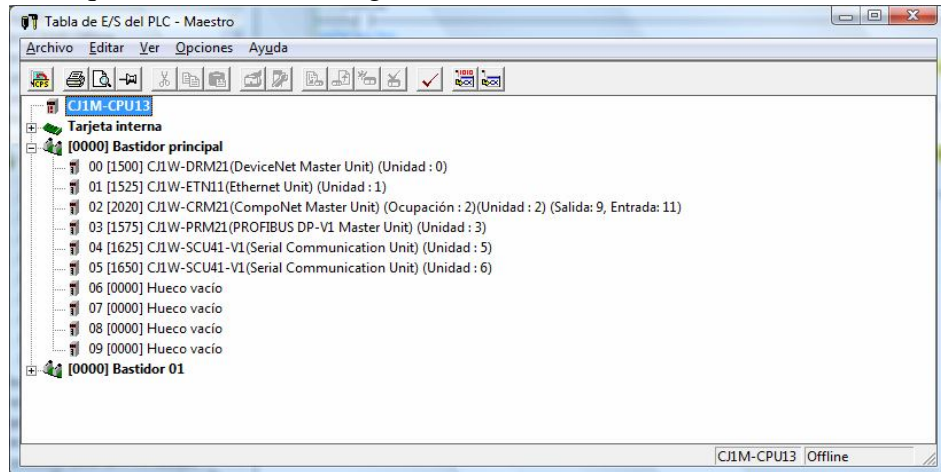 Tabla de E/S del PLC - Maestro
Archivo Editar Ver Opciones Ayuda
CJ1M-CPU13
Tarjeta interna
[0000] Bastidor principal
00 [1500] CJ1W-DRM21(DeviceNet Master Unit) (Unidad : 0)
01 [1525] CJ1W-ETN11(Ethernet Unit) (Unidad : 1)
02 [2020] CJ1W-CRM21(CompoNet Master Unit) (Ocupación : 2)(Unidad : 2) (Salida: 9, Entrada: 11)
03 [1575] CJ1W-PRM21(PROFIBUS DP-V1 Master Unit) (Unidad : 3)
04 [1625] CJ1W-SCU41-V1(Serial Communication Unit) (Unidad : 5)
05 [1650] CJ1W-SCU41-V1(Serial Communication Unit) (Unidad : 6)
06 [0000] Hueco vacío
07 [0000] Hueco vacío
08 [0000] Hueco vacío
09 [0000] Hueco vacío
[0000] Bastidor 01
CJ1M-CPU13 Offline